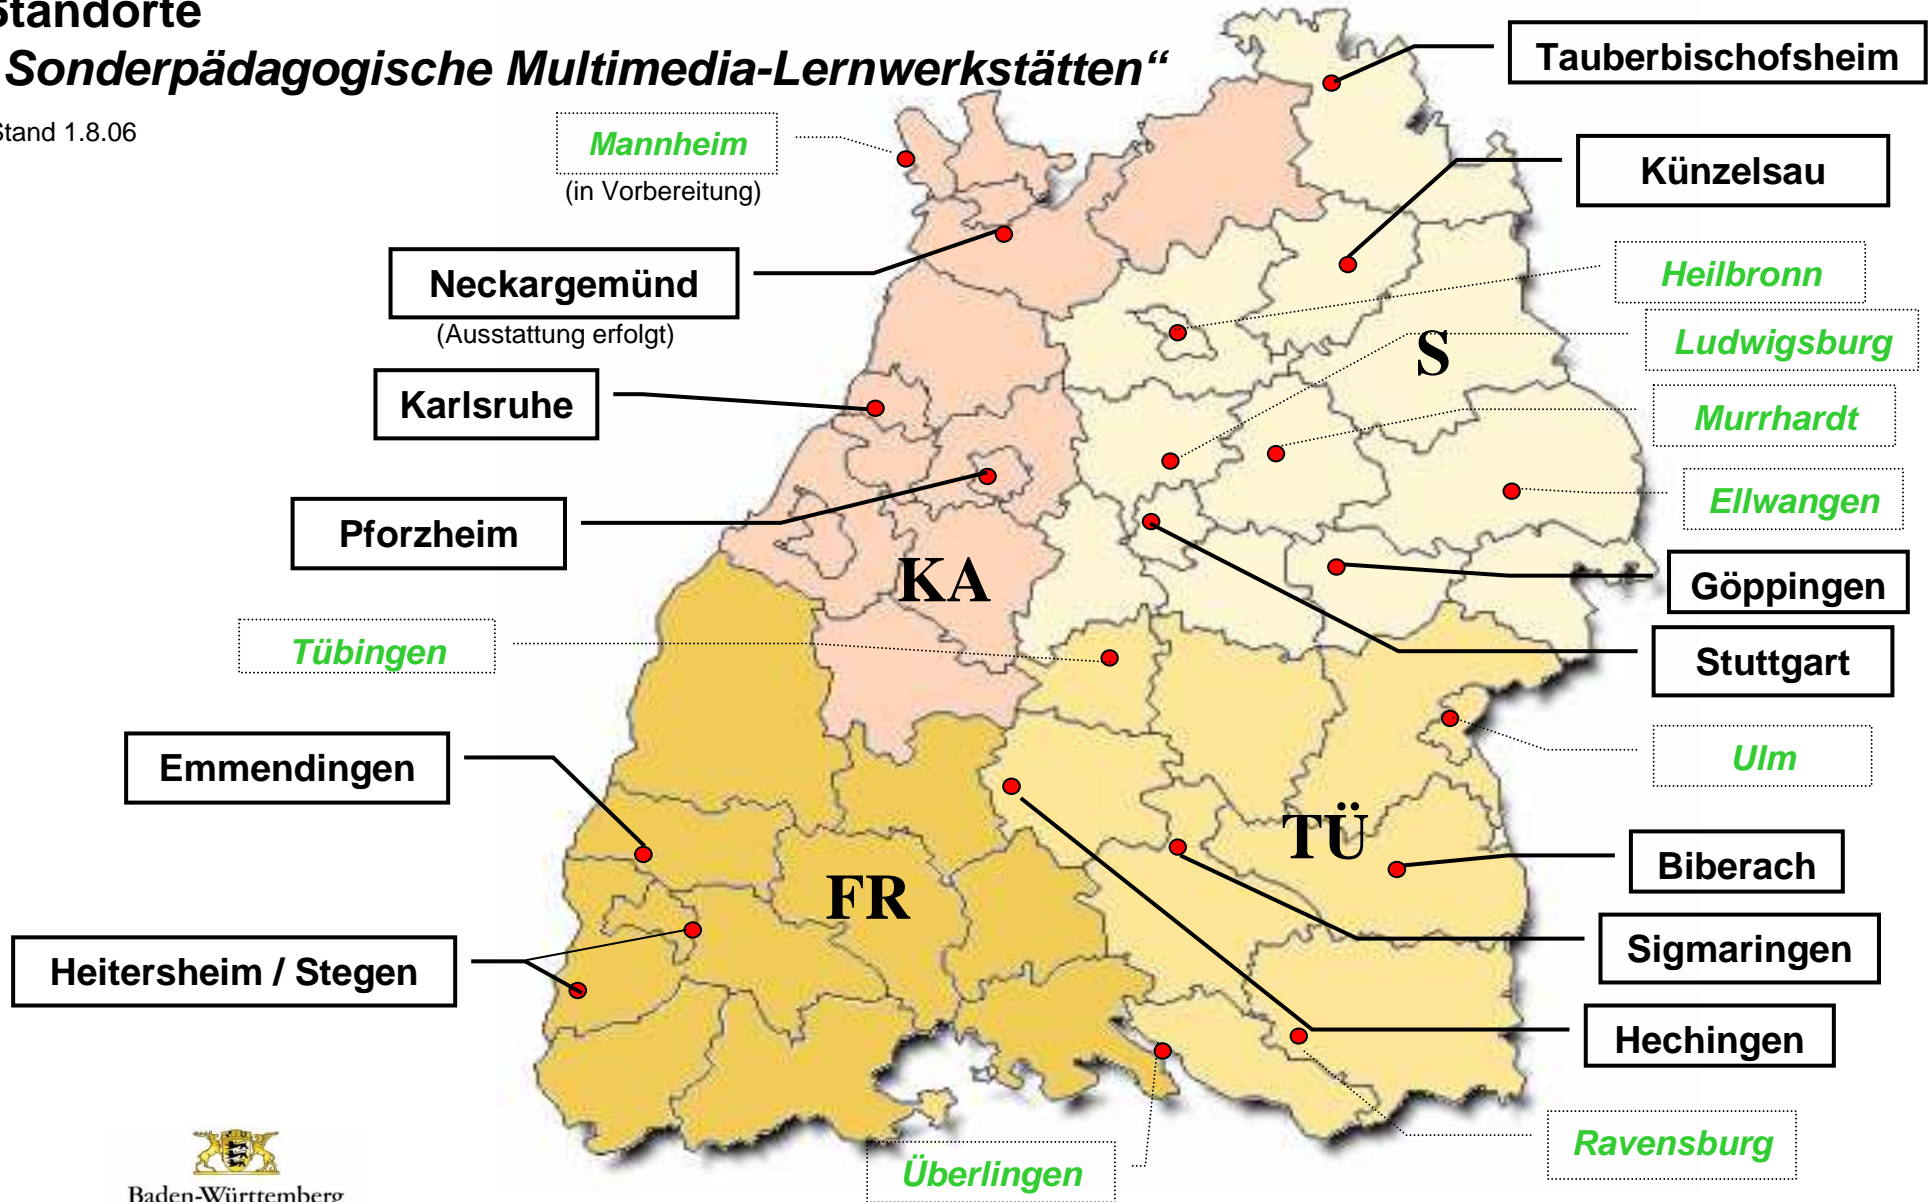 Standorte
Sonderpädagogische Multimedia-Lernwerkstätten“
Stand 1.8.06
Tauberbischofsheim
Mannheim
(in Vorbereitung)
Künzelsau
Neckargemünd
(Ausstattung erfolgt)
Heilbronn
Ludwigsburg
S
Karlsruhe
Murrhardt
Ellwangen
Pforzheim
KA
Göppingen
Tübingen
Stuttgart
Emmendingen
Ulm
TÜ
Biberach
FR
Heitersheim / Stegen
Sigmaringen
Hechingen
Ravensburg
Überlingen
Baden-Württemberg